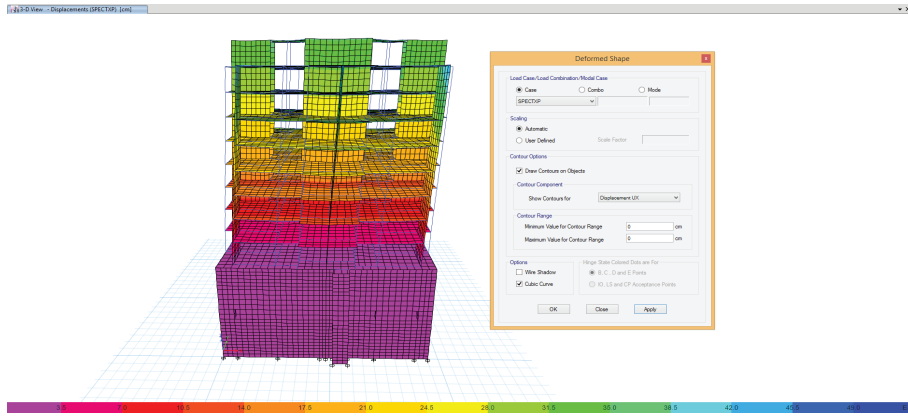 3-D View - Displacements (SPECTXP) [cm]
Deformed Shape
x
Load Case/Load Combination/Modal Case
Case Combo Mode
SPECTXP
Scaling
Automatic
User Defined Scale Factor
Contour Options
Draw Contours on Objects
Contour Component
Show Contours for Displacement UX
Contour Range
Minimum Value for Contour Range 0 cm
Maximum Value for Contour Range 0 cm
Options Hinge State Colored Dots are For
Wire Shadow B, C, D and E Points
Cubic Curve IO, LS and CP Acceptance Points
OK Close Apply
3.5 7.0 10.5 14.0 17.5 21.0 24.5 28.0 31.5 35.0 38.5 42.0 45.5 49.0